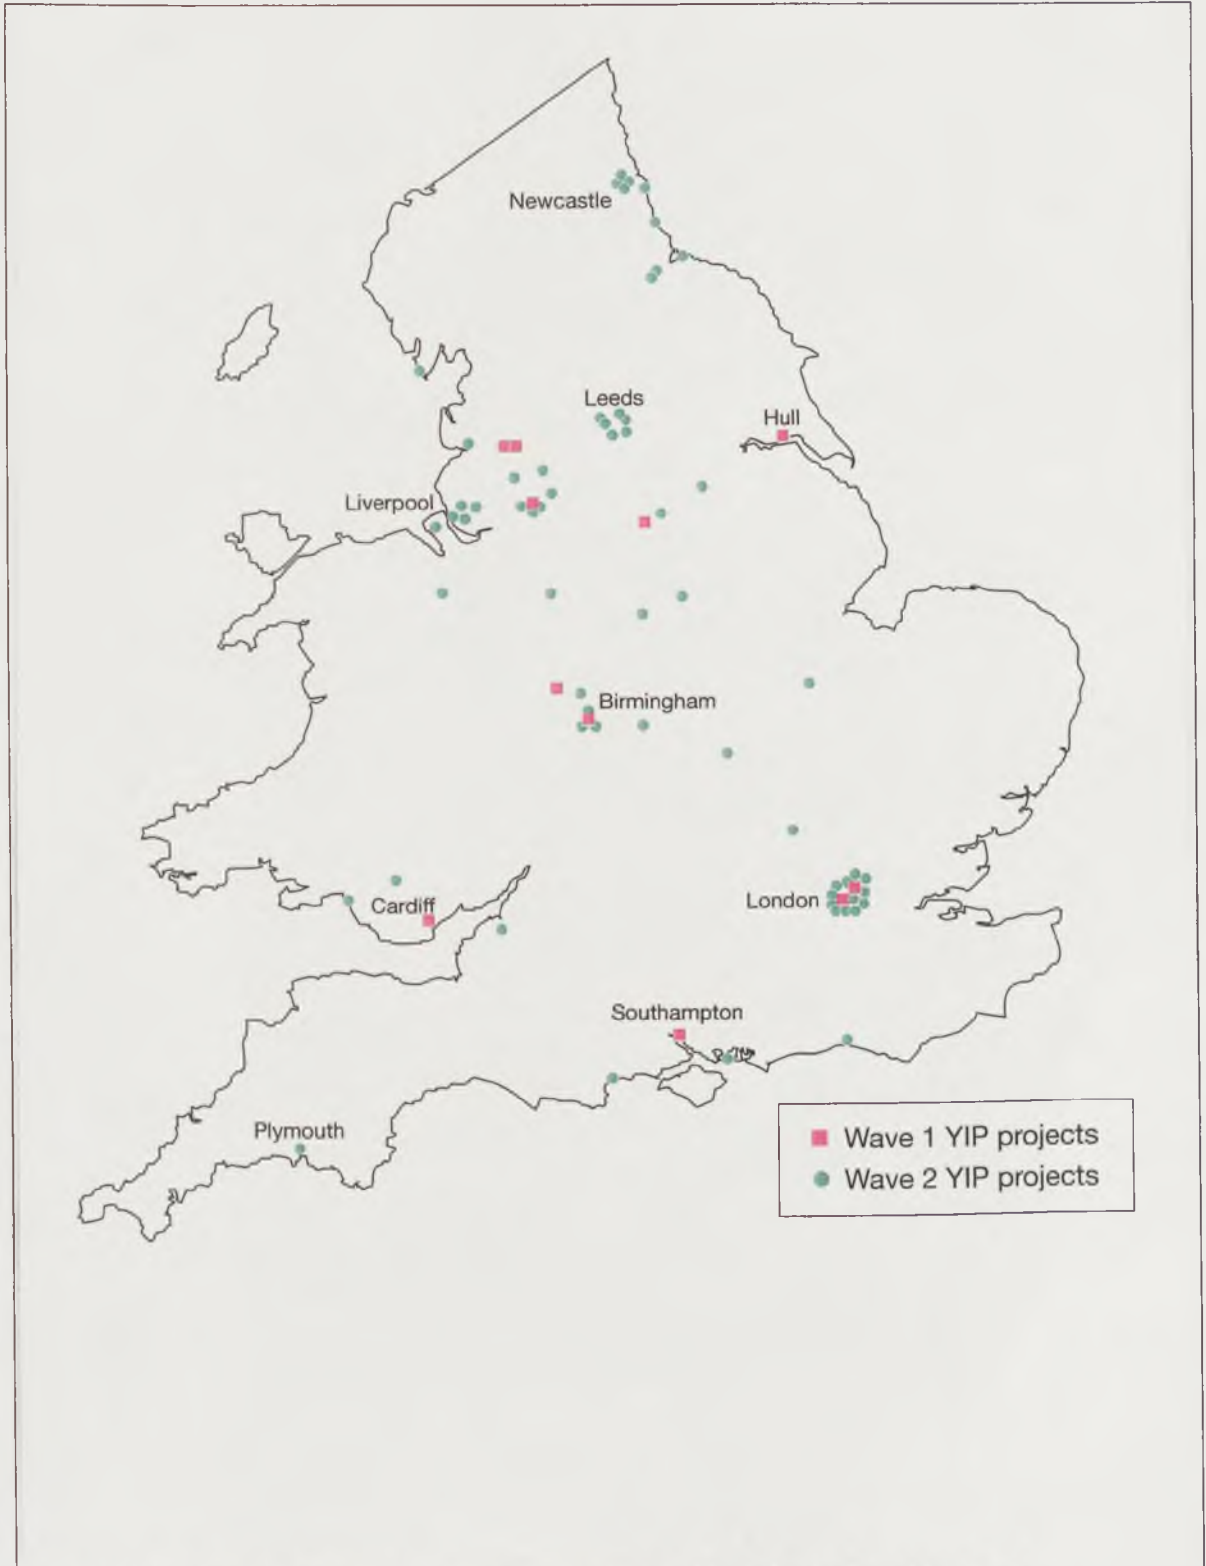 Newcastle
Leeds
Hull
Liverpool
Birmingham
Cardiff
London
Southampton
Plymouth
Wave 1 YIP projects
Wave 2 YIP projects